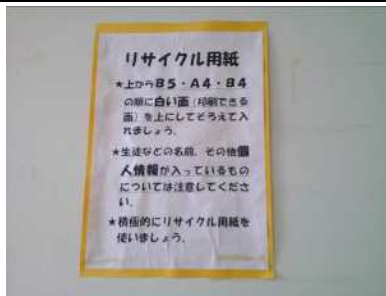 リサイクル用紙
★上からB5・A4・B4
の順に白い面(印刷できる
面)を上にしてそろえて入
れましょう。
★生徒などの名前、その他個
人情報が入っているもの
については注意してくださ
い。
★積極的にリサイクル用紙を
使いましょう。